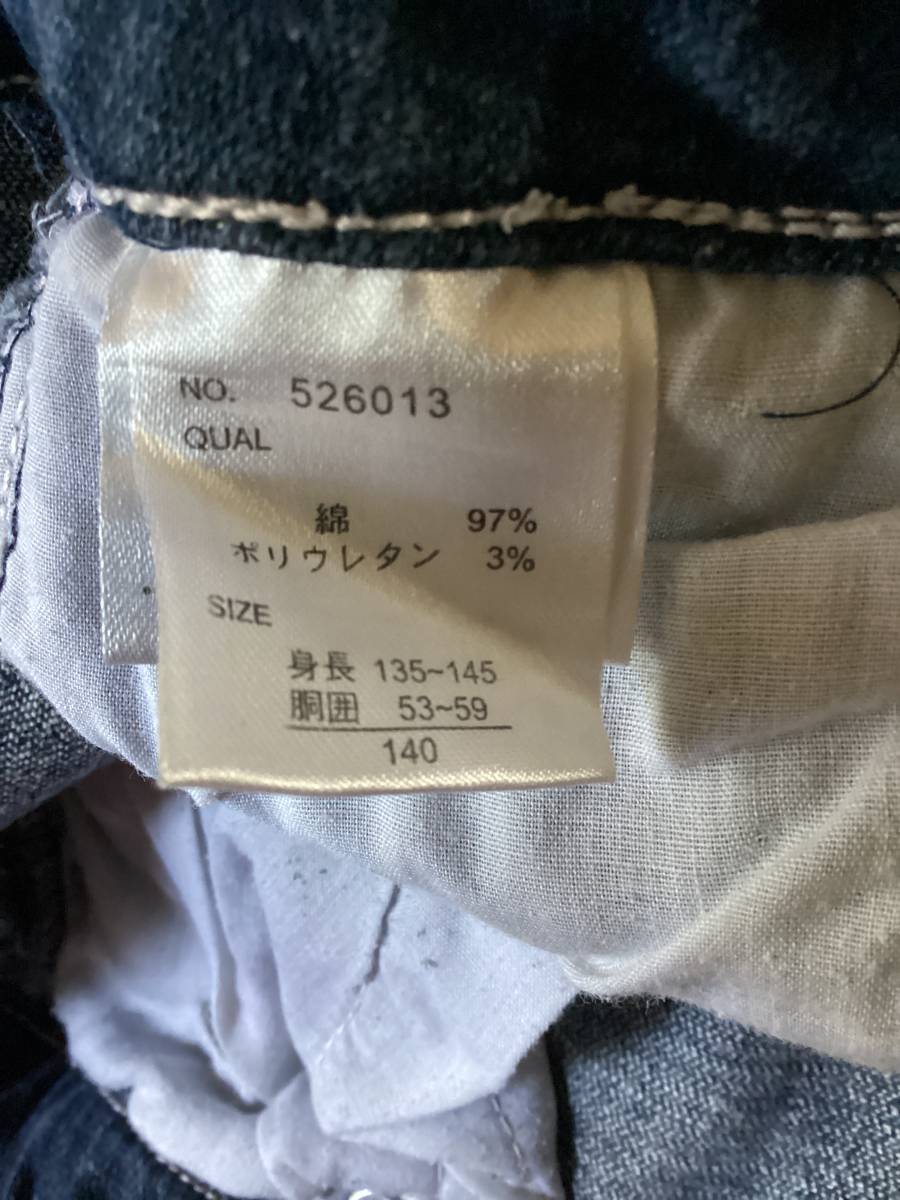 NO. 526013
QUAL
綿 97%
ポリウレタン 3%
SIZE
身長 135~145
胴囲 53~59
140